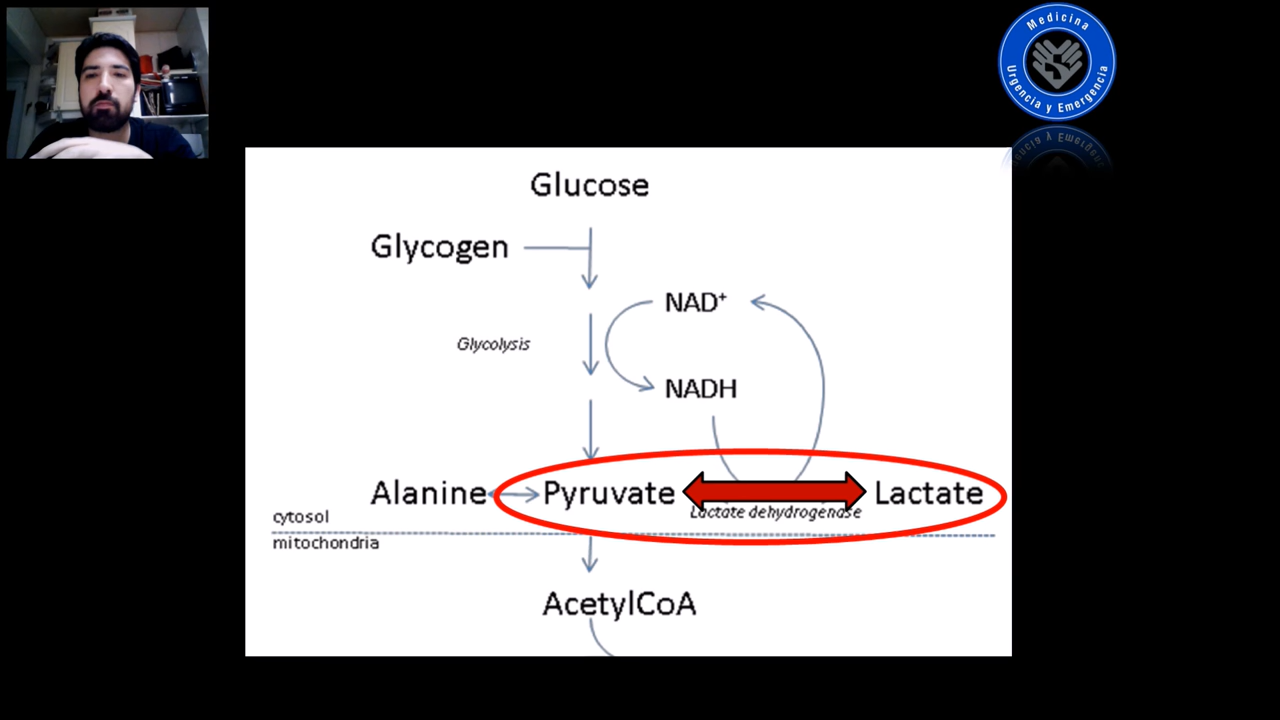 Medicina
Urgencia y Emergencia
Glucose
Glycogen
NAD⁺
Glycolysis
NADH
Alanine
Pyruvate
Lactate
Lactate dehydrogenase
cytosol
mitochondria
AcetylCoA